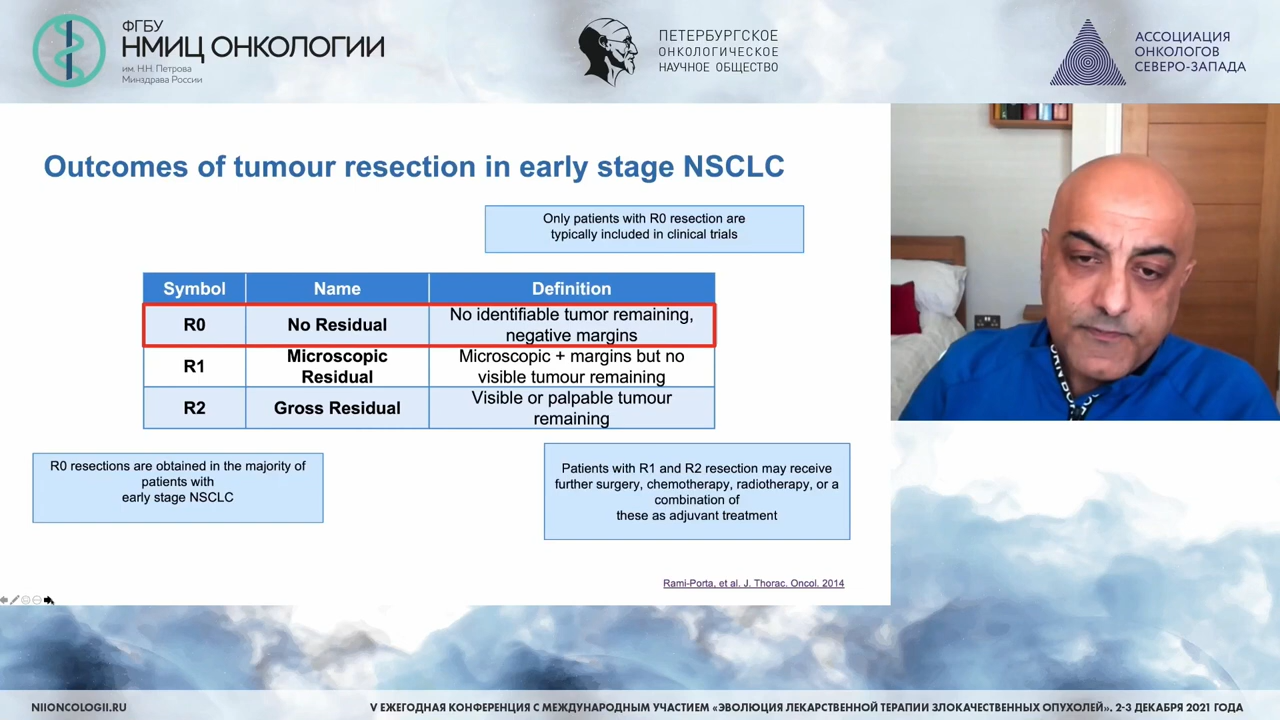 ФГБУ
НМИЦ ОНКОЛОГИИ
им. Н.Н. Петрова
Минздрава России
ПЕТЕРБУРГСКОЕ
ОНКОЛОГИЧЕСКОЕ
НАУЧНОЕ ОБЩЕСТВО
АССОЦИАЦИЯ
ОНКОЛОГОВ
СЕВЕРО-ЗАПАДА
Outcomes of tumour resection in early stage NSCLC
Only patients with R0 resection are
typically included in clinical trials
Symbol Name Definition
R0 No Residual No identifiable tumor remaining,
negative margins
R1 Microscopic
Residual Microscopic + margins but no
visible tumour remaining
R2 Gross Residual Visible or palpable tumour
remaining
R0 resections are obtained in the majority of
patients with
early stage NSCLC
Patients with R1 and R2 resection may receive
further surgery, chemotherapy, radiotherapy, or a
combination of
these as adjuvant treatment
Rami-Porta, et al. J. Thorac. Oncol. 2014
NIIONCOLOGII.RU
V ЕЖЕГОДНАЯ КОНФЕРЕНЦИЯ С МЕЖДУНАРОДНЫМ УЧАСТИЕМ «ЭВОЛЮЦИЯ ЛЕКАРСТВЕННОЙ ТЕРАПИИ ЗЛОКАЧЕСТВЕННЫХ ОПУХОЛЕЙ». 2-3 ДЕКАБРЯ 2021 ГОДА